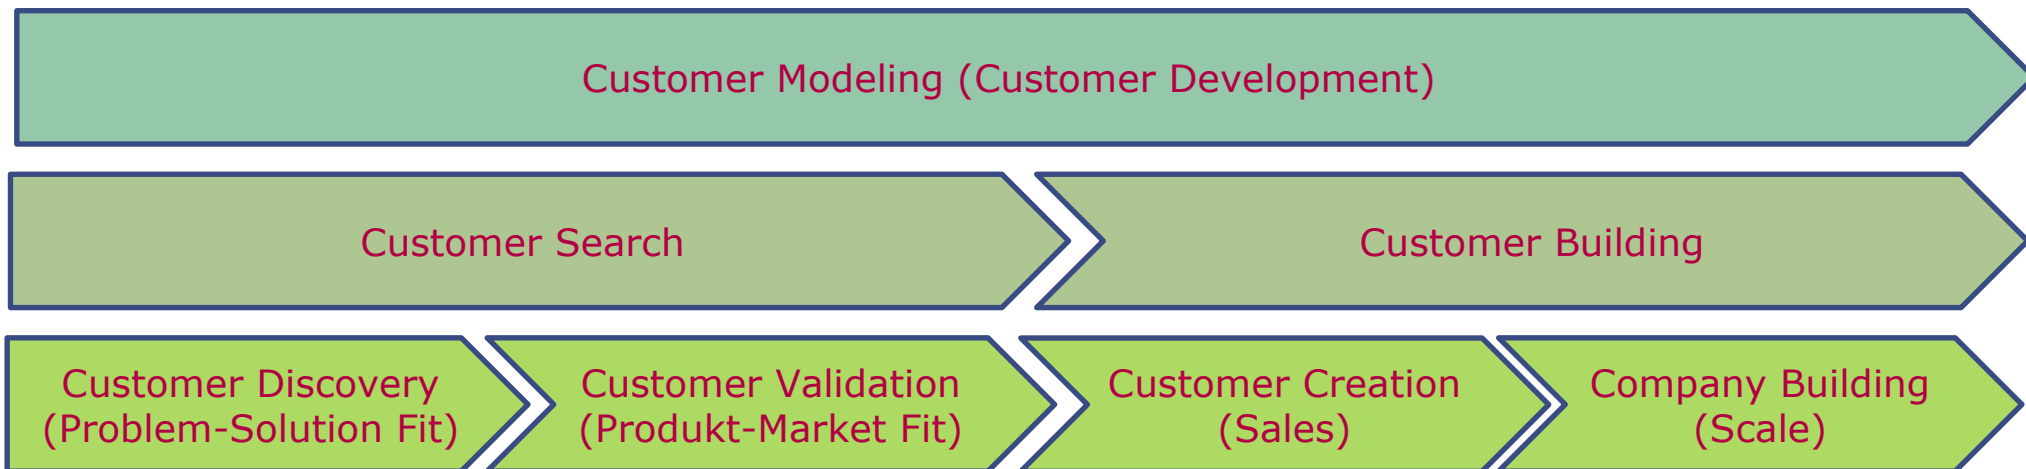 Customer Modeling (Customer Development)
Customer Search
Customer Building
Customer Discovery
(Problem-Solution Fit)
Customer Validation
(Produkt-Market Fit)
Customer Creation
(Sales)
Company Building
(Scale)